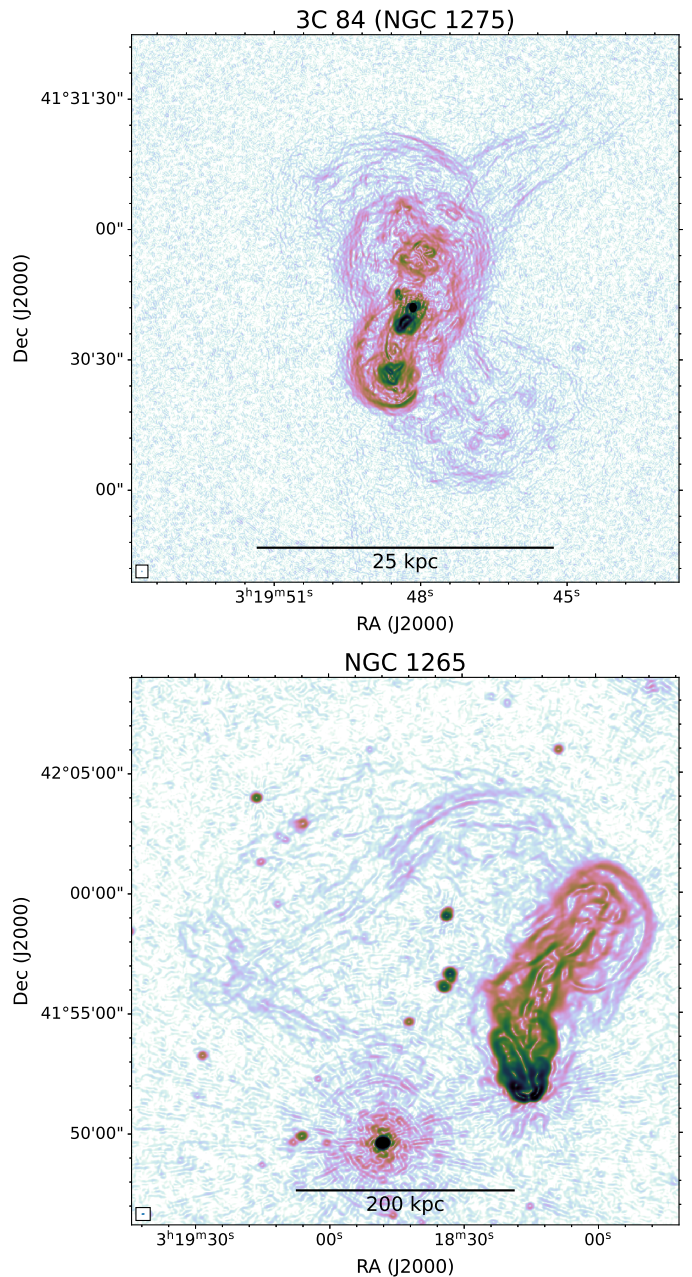 3C 84 (NGC 1275)
41°31'30"
00"
30'30"
00"
Dec (J2000)
25 kpc
3ʰ19ᵐ51ˢ 48ˢ 45ˢ
RA (J2000)
NGC 1265
42°05'00"
00'00"
41°55'00"
50'00"
Dec (J2000)
200 kpc
3ʰ19ᵐ30ˢ 00ˢ 18ᵐ30ˢ 00ˢ
RA (J2000)